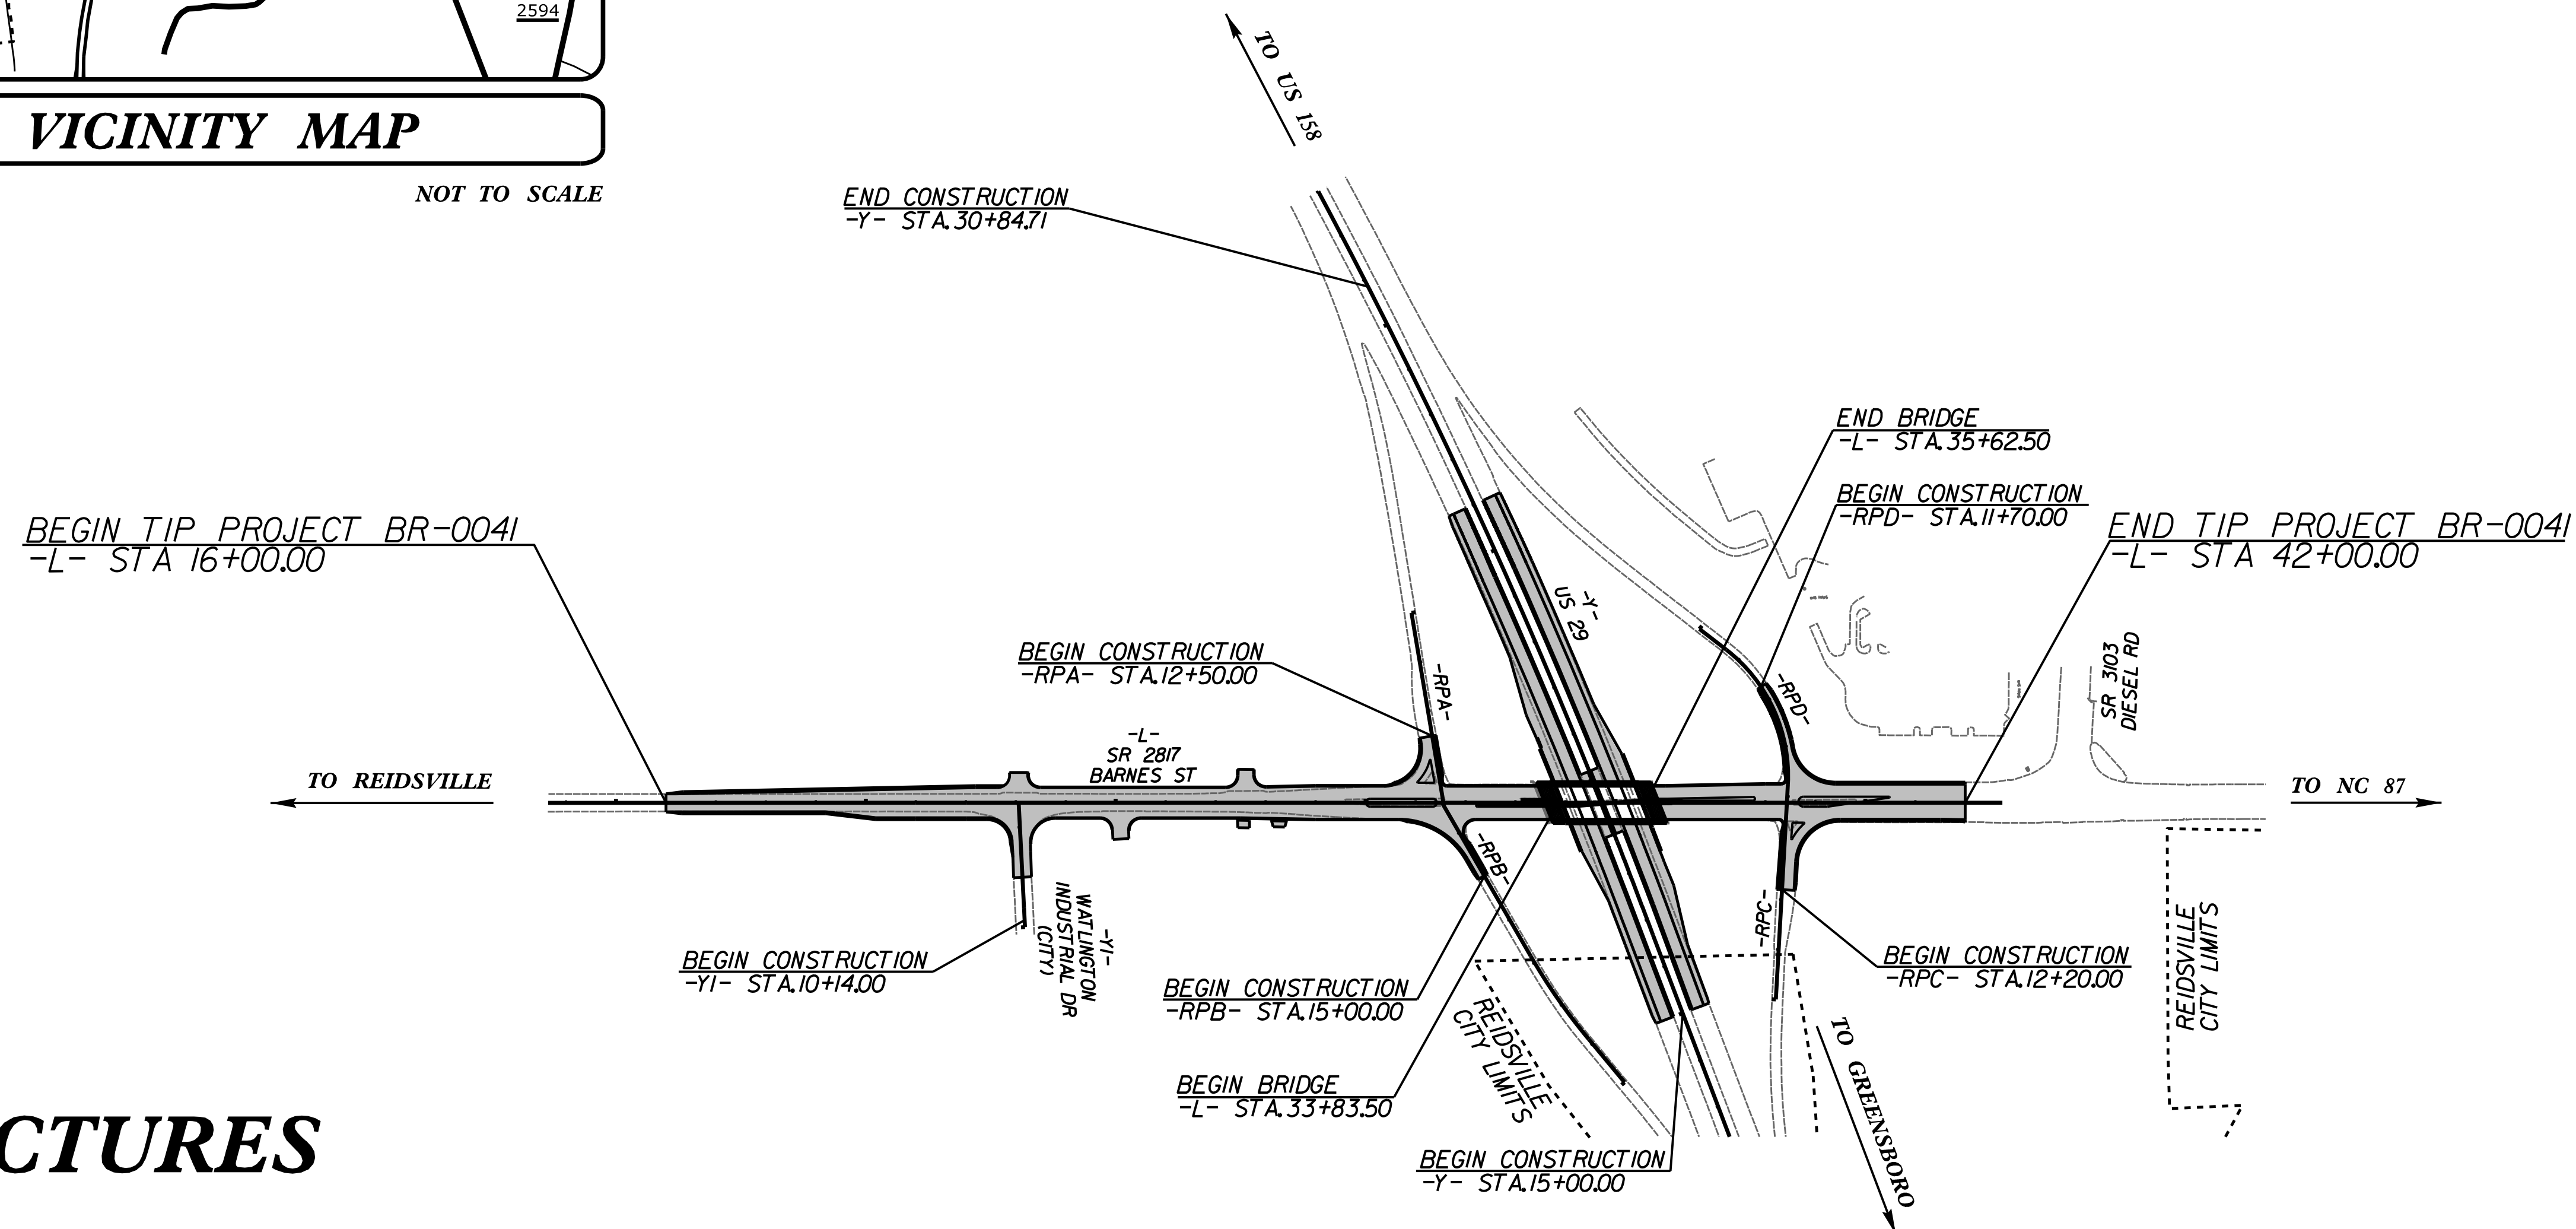 2594
VICINITY MAP
NOT TO SCALE
TO US 158
END CONSTRUCTION
-Y- STA.30+84.71
END BRIDGE
-L- STA.35+62.50
BEGIN CONSTRUCTION
-RPD- STA.11+70.00
BEGIN TIP PROJECT BR-0041
-L- STA 16+00.00
END TIP PROJECT BR-0041
-L- STA 42+00.00
-Y-
US 29
BEGIN CONSTRUCTION
-RPA- STA.12+50.00
-RPA-
-RPD-
SR 3103
DIESEL RD
-L-
SR 2817
BARNES ST
TO REIDSVILLE
TO NC 87
-RPB-
-RPC-
-Y1-
WATLINGTON
INDUSTRIAL DR
(CITY)
BEGIN CONSTRUCTION
-Y1- STA.10+14.00
BEGIN CONSTRUCTION
-RPB- STA.15+00.00
BEGIN CONSTRUCTION
-RPC- STA.12+20.00
REIDSVILLE
CITY LIMITS
REIDSVILLE
CITY LIMITS
BEGIN BRIDGE
-L- STA.33+83.50
BEGIN CONSTRUCTION
-Y- STA.15+00.00
TO GREENSBORO
CTURES